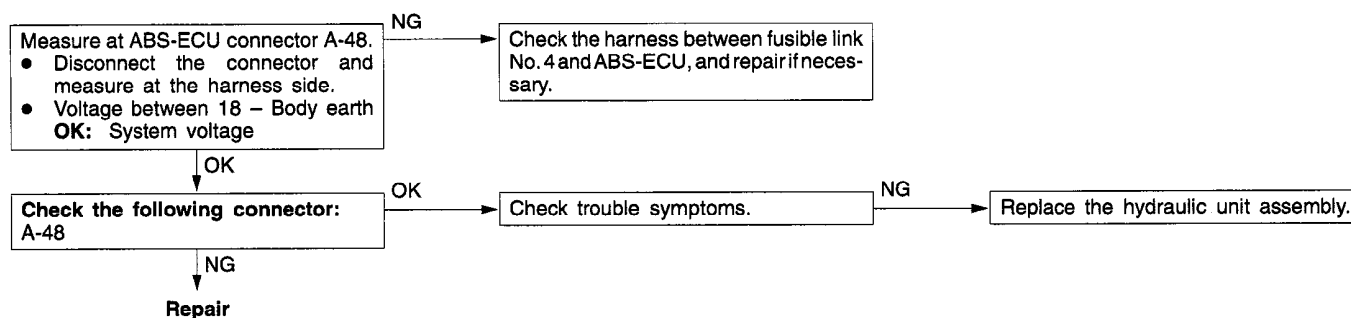 NG
Measure at ABS-ECU connector A-48.
● Disconnect the connector and
measure at the harness side.
● Voltage between 18 – Body earth
OK: System voltage
Check the harness between fusible link
No. 4 and ABS-ECU, and repair if neces-
sary.
OK
Check the following connector:
A-48
OK
Check trouble symptoms.
NG
Replace the hydraulic unit assembly.
NG
Repair